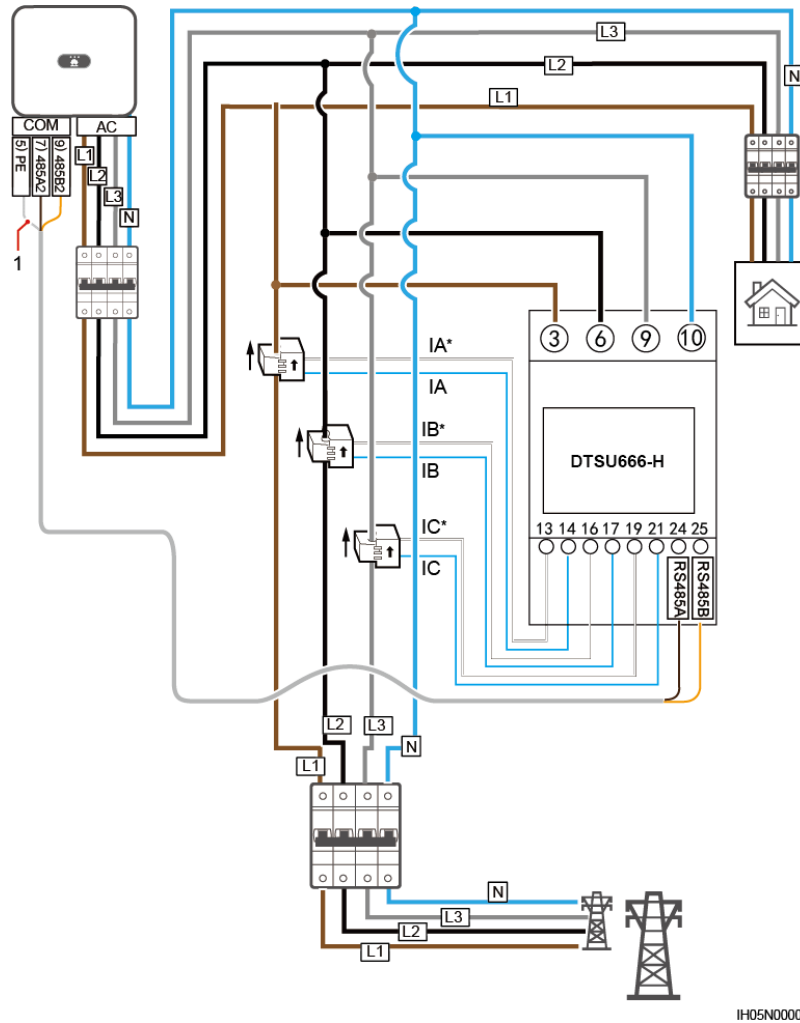 L3
L2
N
L1
COM
AC
5) PE
7) 485A2
9) 485B2
L1
L2
L3
N
1
3
6
9
10
IA*
IA
IB*
IB
IC*
IC
DTSU666-H
13 14 16 17 19 21 24 25
RS485A
RS485B
L2
L3
N
L1
N
L3
L2
L1
IH05N0000